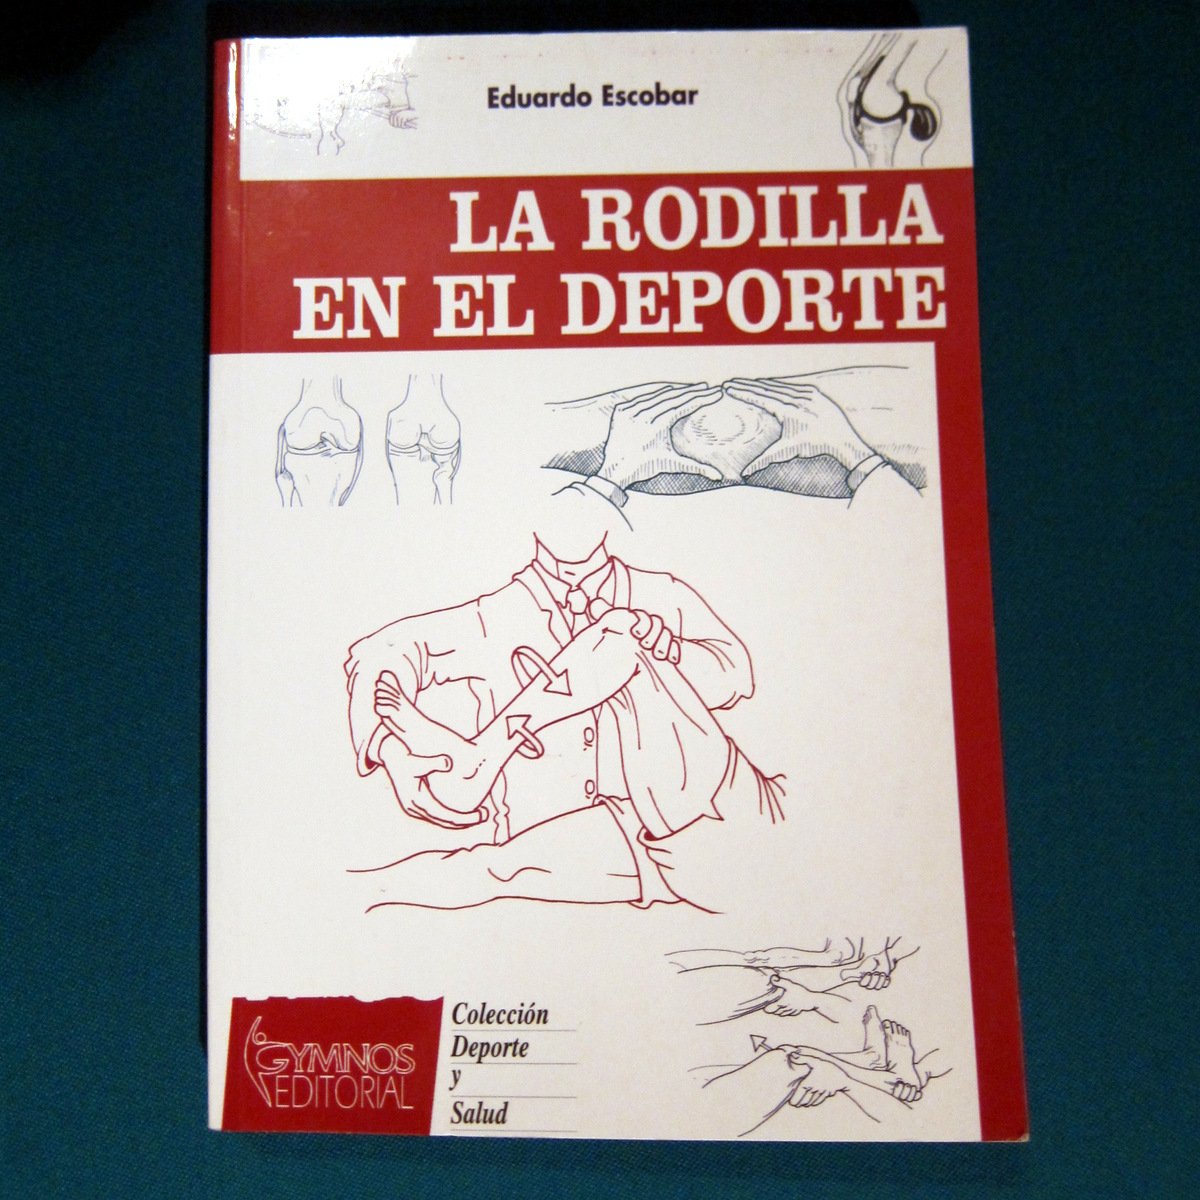 Eduardo Escobar
LA RODILLA
EN EL DEPORTE
GYMNOS
EDITORIAL
Colección
Deporte
y
Salud